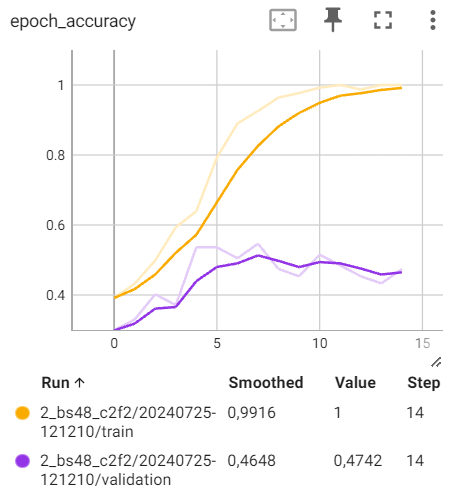 epoch_accuracy
1
0.8
0.6
0.4
0 5 10 15
Run ↑ Smoothed Value Step
2_bs48_c2f2/20240725- 0,9916 1 14
121210/train
2_bs48_c2f2/20240725- 0,4648 0,4742 14
121210/validation